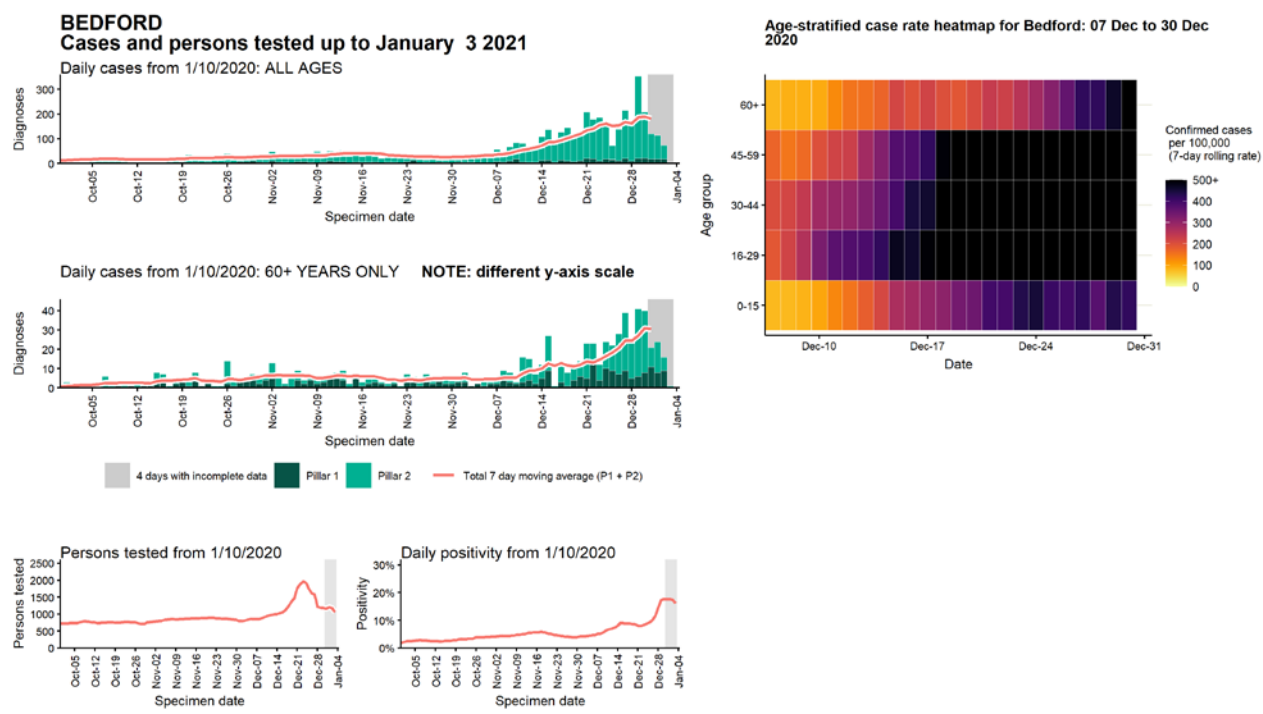 BEDFORD
Cases and persons tested up to January 3 2021
Daily cases from 1/10/2020: ALL AGES
Diagnoses
300
200
100
0
Oct-05
Oct-12
Oct-19
Oct-26
Nov-02
Nov-09
Nov-16
Nov-23
Nov-30
Dec-07
Dec-14
Dec-21
Dec-28
Jan-04
Specimen date
Daily cases from 1/10/2020: 60+ YEARS ONLY NOTE: different y-axis scale
Diagnoses
40
30
20
10
0
Oct-05
Oct-12
Oct-19
Oct-26
Nov-02
Nov-09
Nov-16
Nov-23
Nov-30
Dec-07
Dec-14
Dec-21
Dec-28
Jan-04
Specimen date
4 days with incomplete data
Pillar 1
Pillar 2
Total 7 day moving average (P1 + P2)
Persons tested from 1/10/2020
Persons tested
2500
2000
1500
1000
500
0
Oct-05
Oct-12
Oct-19
Oct-26
Nov-02
Nov-09
Nov-16
Nov-23
Nov-30
Dec-07
Dec-14
Dec-21
Dec-28
Jan-04
Specimen date
Daily positivity from 1/10/2020
Positivity
30%
20%
10%
0%
Oct-05
Oct-12
Oct-19
Oct-26
Nov-02
Nov-09
Nov-16
Nov-23
Nov-30
Dec-07
Dec-14
Dec-21
Dec-28
Jan-04
Specimen date
Age-stratified case rate heatmap for Bedford: 07 Dec to 30 Dec
2020
Age group
60+
45-59
30-44
16-29
0-15
Dec-10
Dec-17
Dec-24
Dec-31
Date
Confirmed cases
per 100,000
(7-day rolling rate)
500+
400
300
200
100
0